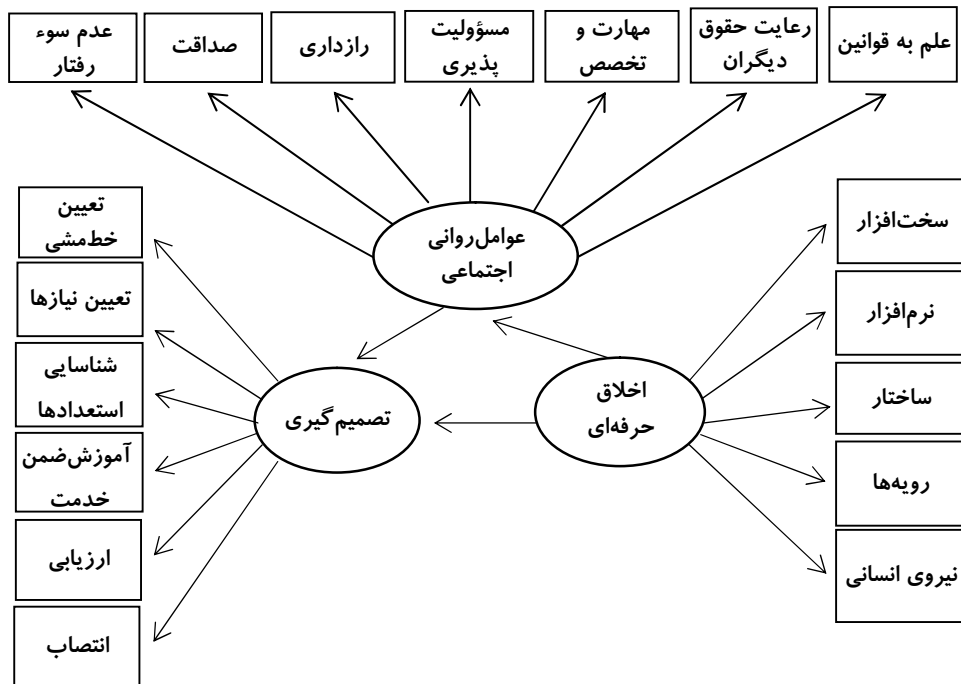 علم به قوانین
رعایت حقوق
دیگران
مهارت و
تخصص
مسؤولیت
پذیری
رازداری
صداقت
عدم سوء
رفتار
عوامل‌روانی
اجتماعی
سخت‌افزار
نرم‌افزار
ساختار
رویه‌ها
نیروی انسانی
اخلاق
حرفه‌ای
تصمیم‌گیری
تعیین
خط‌مشی
تعیین نیازها
شناسایی
استعدادها
آموزش‌ضمن
خدمت
ارزیابی
انتصاب